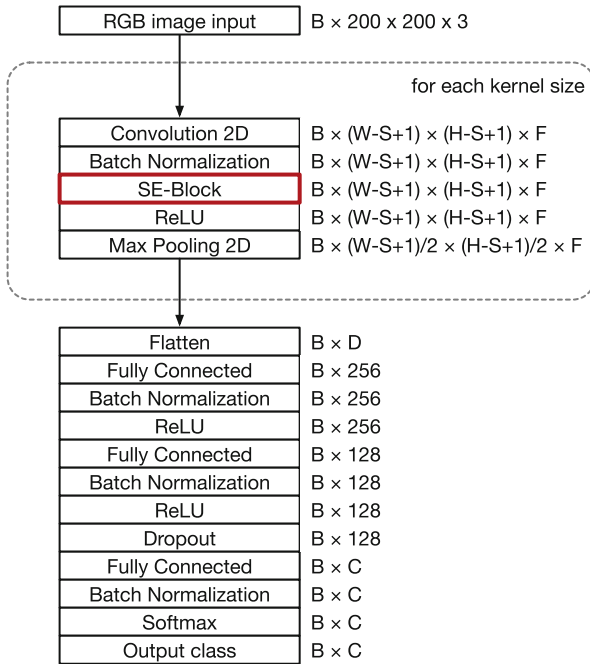 RGB image input B × 200 x 200 x 3
for each kernel size
Convolution 2D B × (W-S+1) × (H-S+1) × F
Batch Normalization B × (W-S+1) × (H-S+1) × F
SE-Block B × (W-S+1) × (H-S+1) × F
ReLU B × (W-S+1) × (H-S+1) × F
Max Pooling 2D B × (W-S+1)/2 × (H-S+1)/2 × F
Flatten B × D
Fully Connected B × 256
Batch Normalization B × 256
ReLU B × 256
Fully Connected B × 128
Batch Normalization B × 128
ReLU B × 128
Dropout B × 128
Fully Connected B × C
Batch Normalization B × C
Softmax B × C
Output class B × C